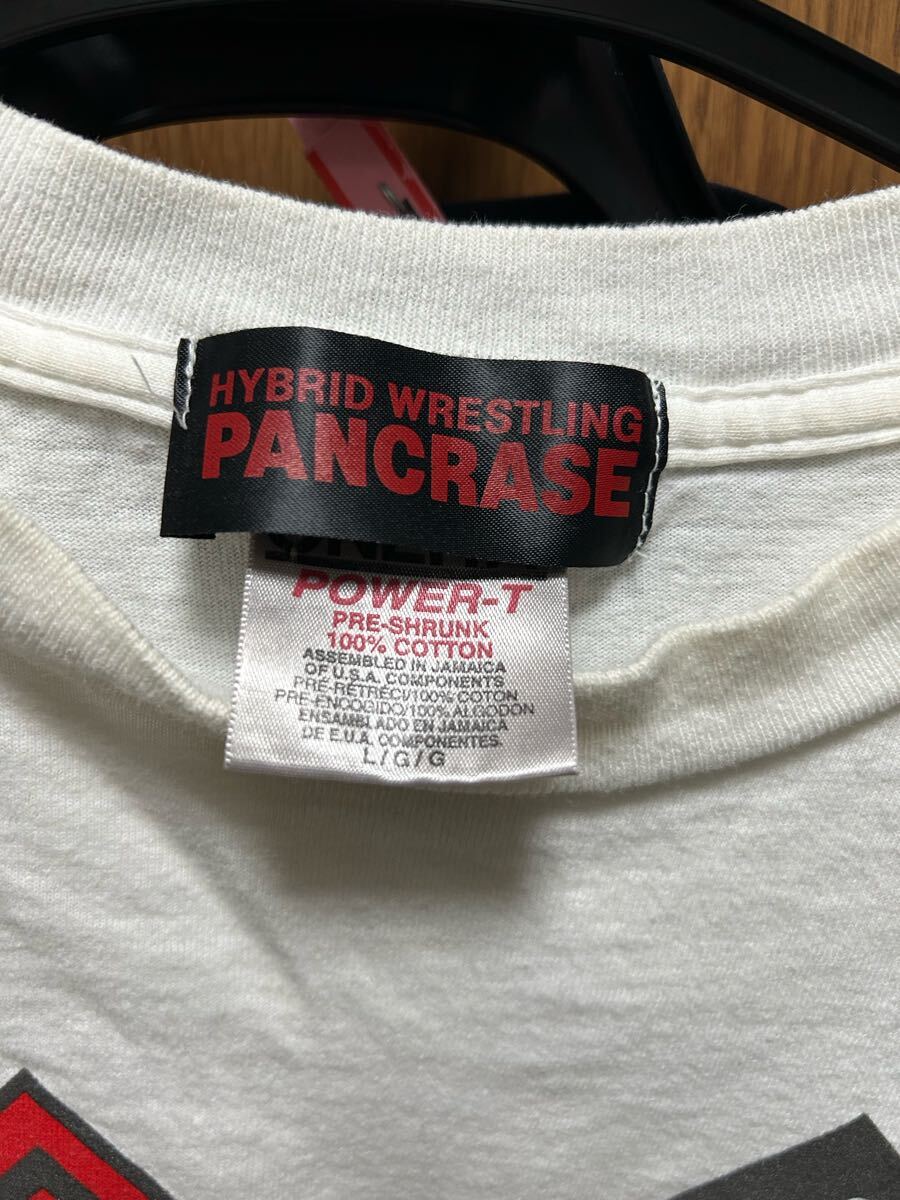 HYBRID WRESTLING
PANCRASE
POWER-T
PRE-SHRUNK
100% COTTON
ASSEMBLED IN JAMAICA
OF U.S.A. COMPONENTS
PRÉ-RÉTRÉCI/100% COTON
PRE-ENCOGIDO/100% ALGODON
ENSAMBLADO EN JAMAICA
DE E.U.A. COMPONENTES.
L/G/G